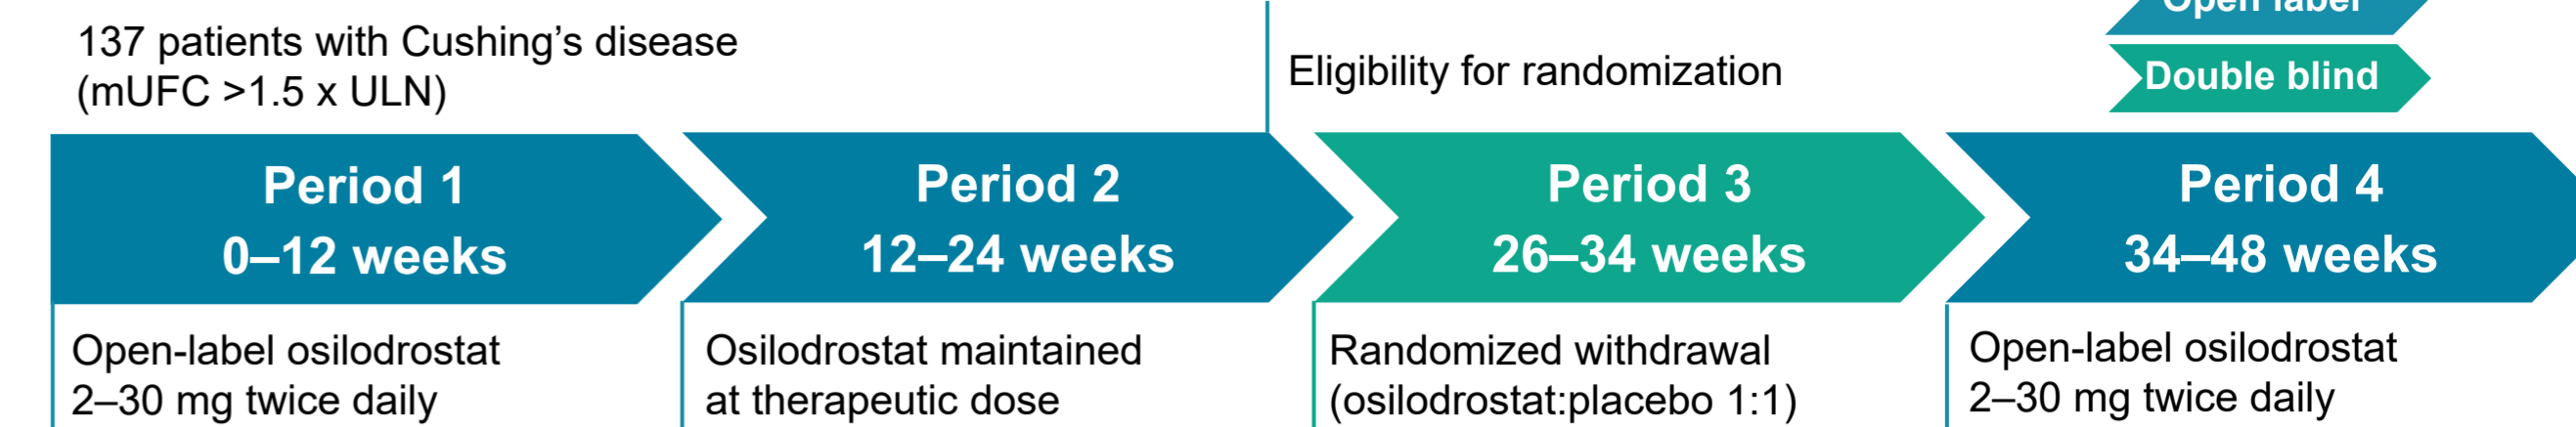 137 patients with Cushing’s disease
(mUFC >1.5 x ULN)
Eligibility for randomization
Open label
Double blind
Period 1
0–12 weeks
Period 2
12–24 weeks
Period 3
26–34 weeks
Period 4
34–48 weeks
Open-label osilodrostat
2–30 mg twice daily
Osilodrostat maintained
at therapeutic dose
Randomized withdrawal
(osilodrostat:placebo 1:1)
Open-label osilodrostat
2–30 mg twice daily